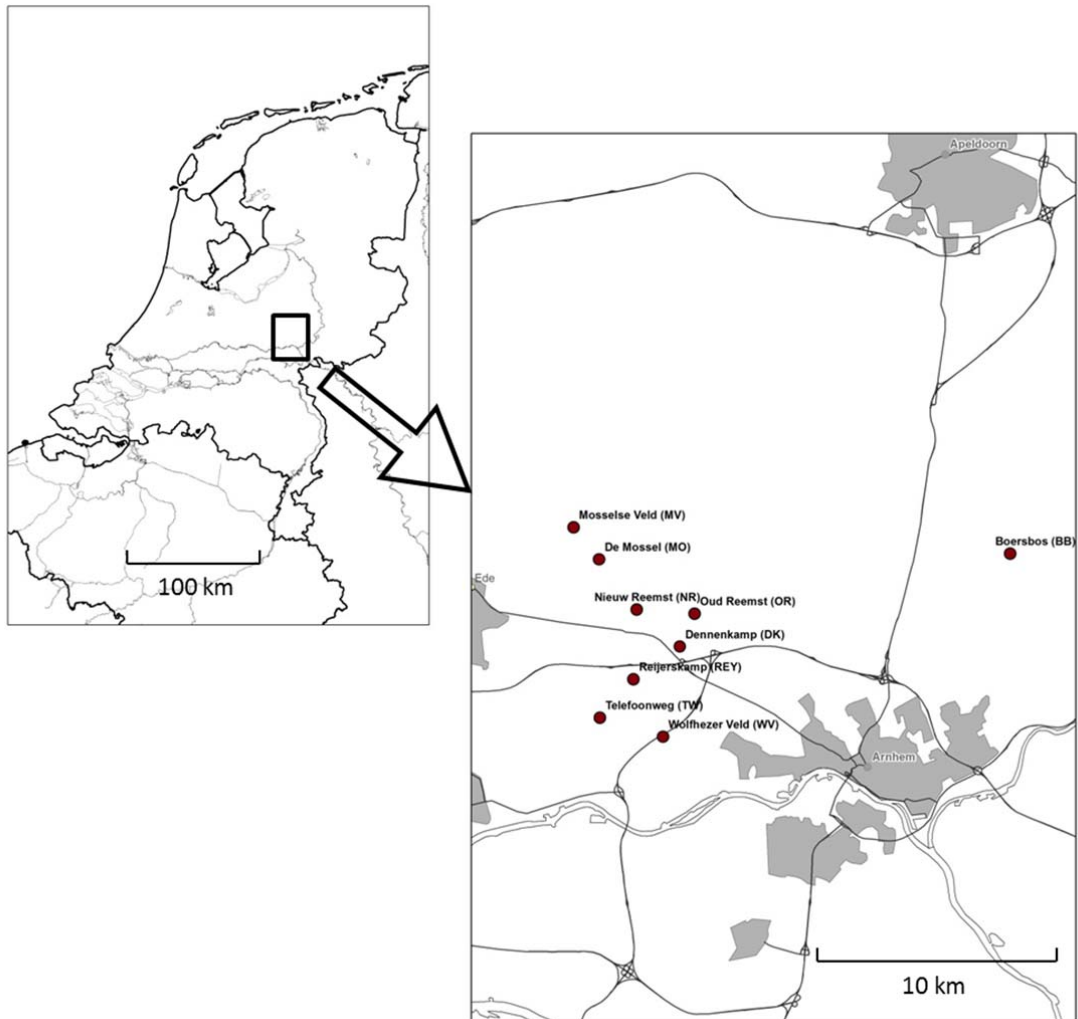 Apeldoorn
Mosselse Veld (MV)
Boersbos (BB)
De Mossel (MO)
Ede
Nieuw Reemst (NR)
Oud Reemst (OR)
100 km
Dennenkamp (DK)
Reijerskamp (REY)
Telefoonweg (TW)
Wolfhezer Veld (WV)
Arnhem
10 km